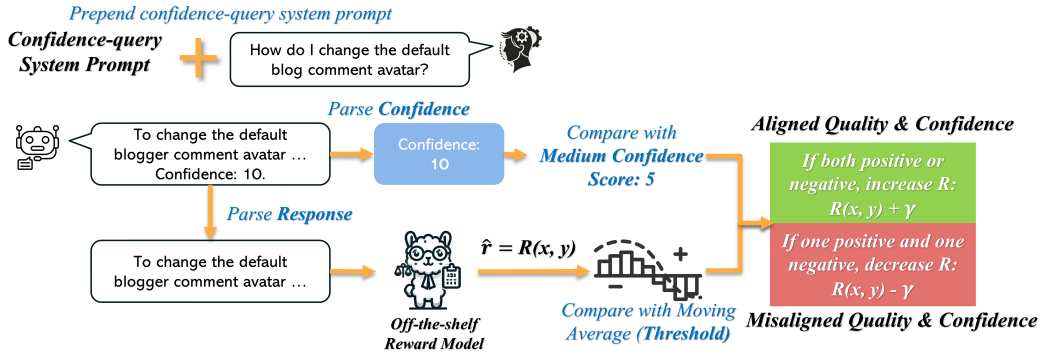 Prepend confidence-query system prompt
Confidence-query
System Prompt
How do I change the default
blog comment avatar?
Parse Confidence
To change the default
blogger comment avatar ...
Confidence: 10.
Confidence:
10
Compare with
Medium Confidence
Score: 5
Aligned Quality & Confidence
If both positive or
negative, increase R:
R(x, y) + γ
Parse Response
To change the default
blogger comment avatar ...
Off-the-shelf
Reward Model
r̂ = R(x, y)
Compare with Moving
Average (Threshold)
If one positive and one
negative, decrease R:
R(x, y) - γ
Misaligned Quality & Confidence